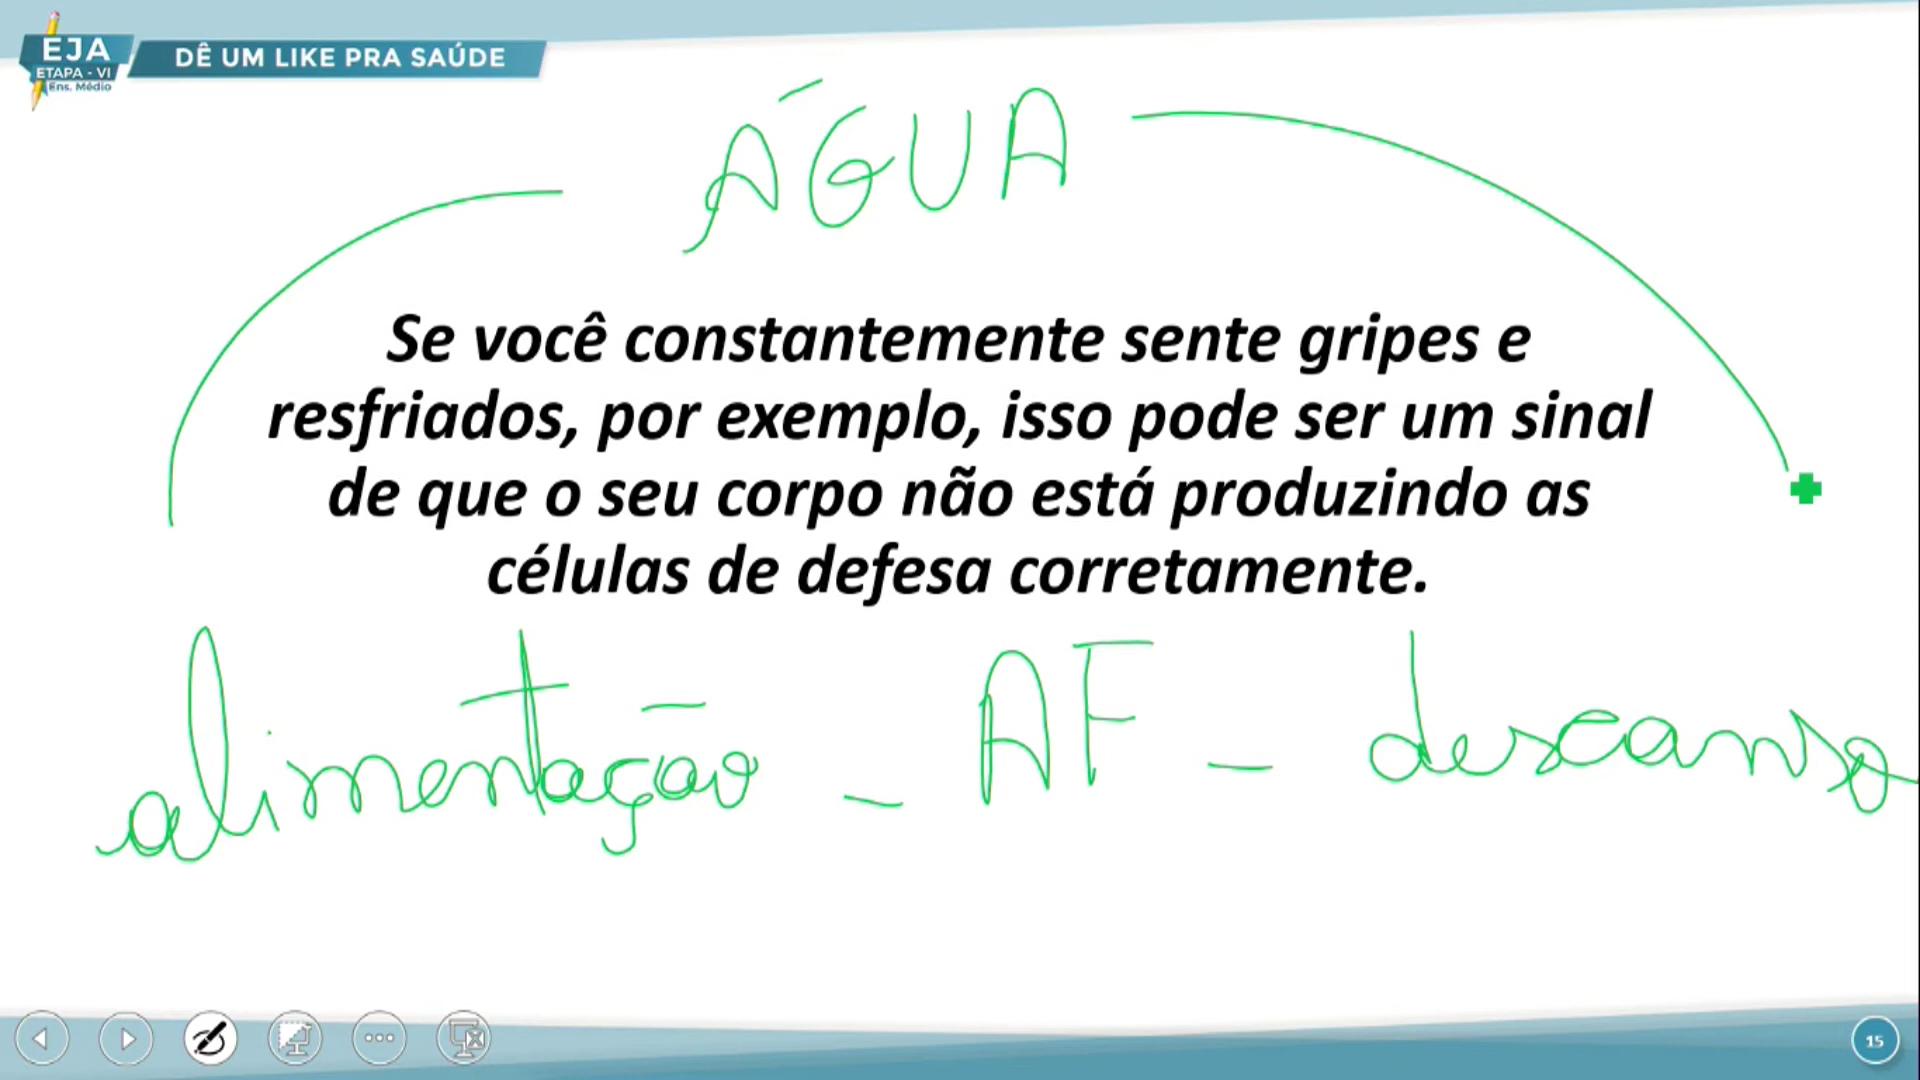 EJA
ETAPA - VI
Ens. Médio
DÊ UM LIKE PRA SAÚDE
ÁGUA
Se você constantemente sente gripes e
resfriados, por exemplo, isso pode ser um sinal
de que o seu corpo não está produzindo as
células de defesa corretamente.
alimentação - AF - descanso
15